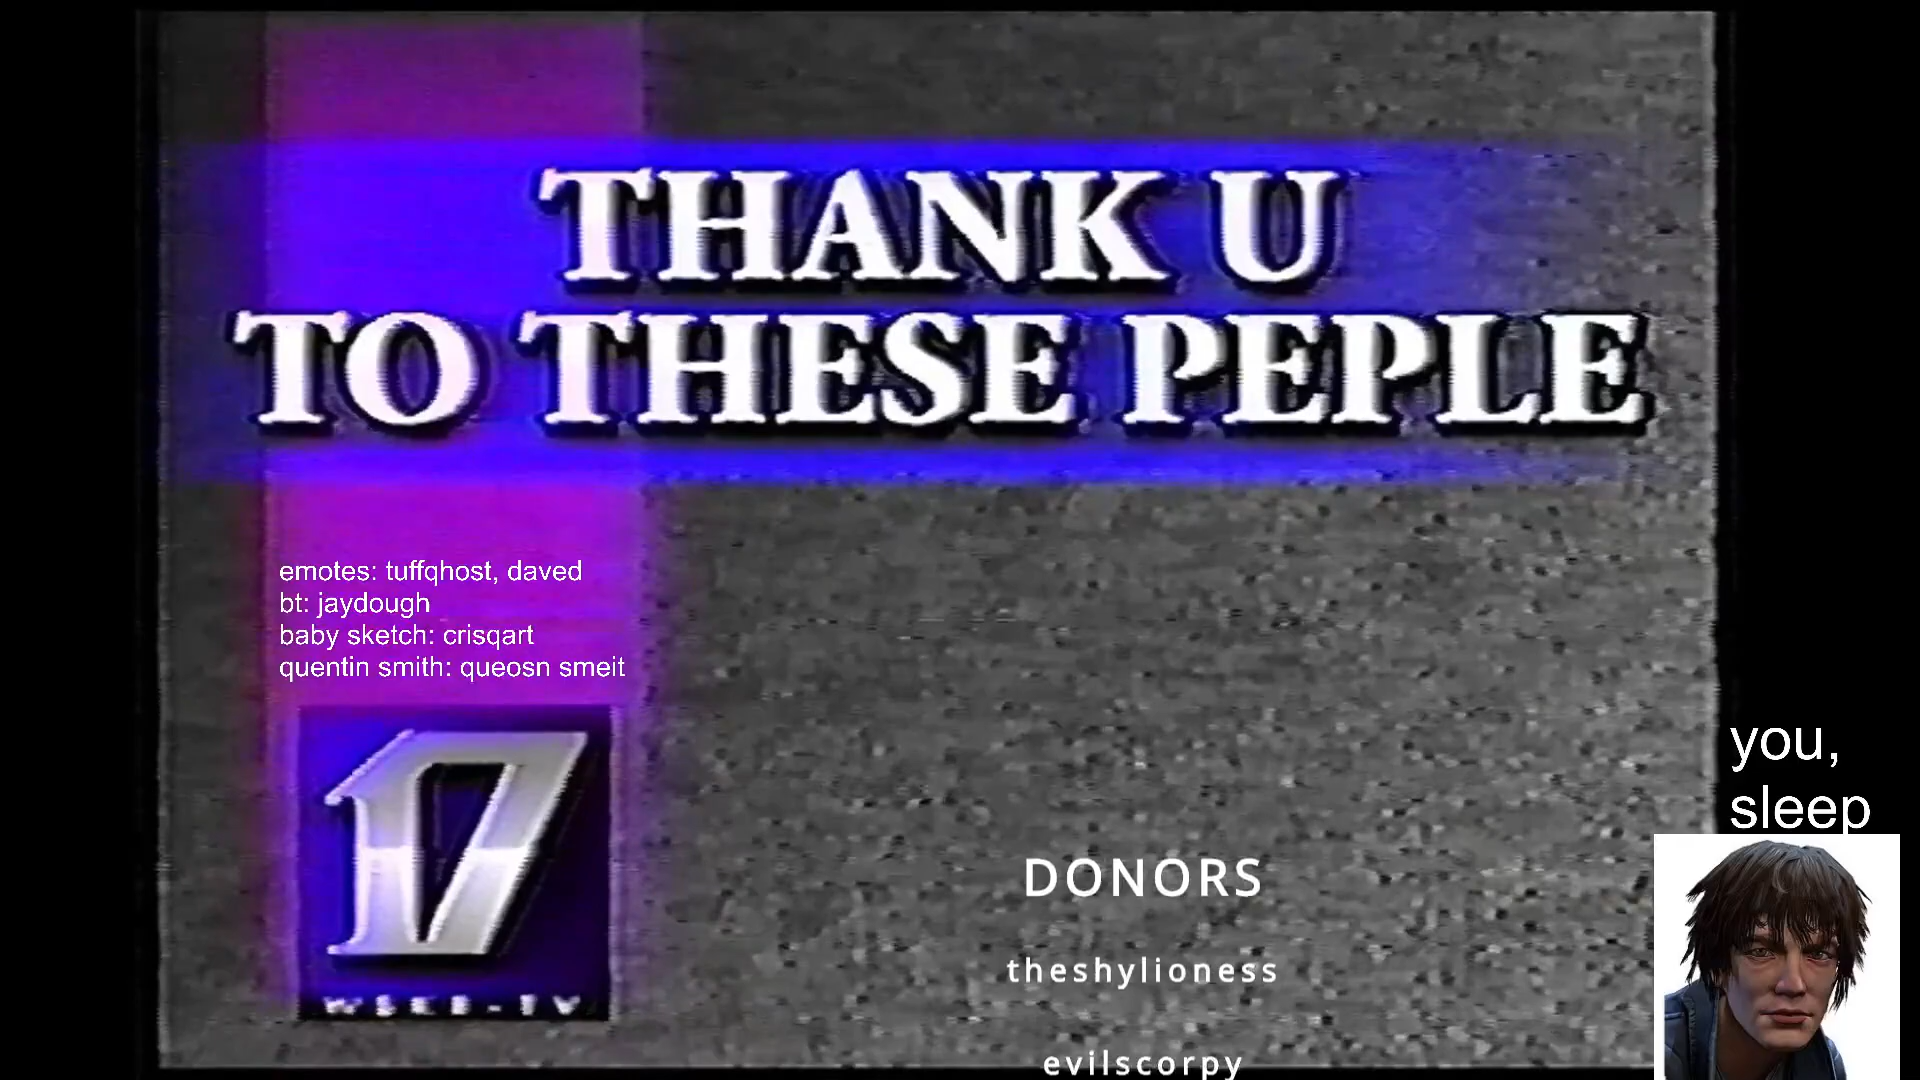 THANK U
TO THESE PEPLE
emotes: tuffqhost, daved
bt: jaydough
baby sketch: crisqart
quentin smith: queosn smeit
17
DONORS
theshylioness
evilscorpy
you,
sleep